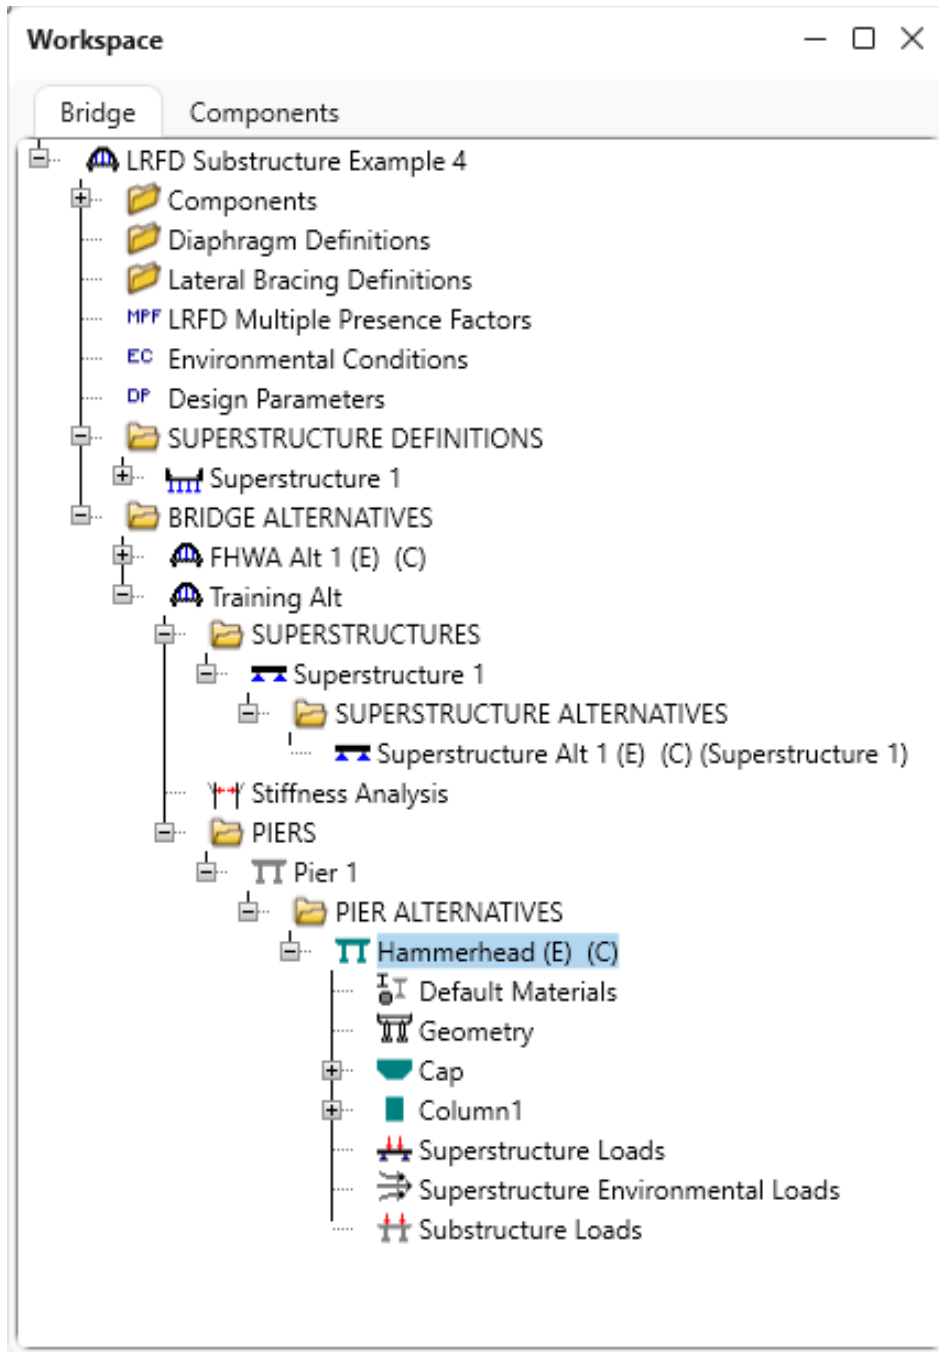 Workspace
Bridge Components
LRFD Substructure Example 4
Components
Diaphragm Definitions
Lateral Bracing Definitions
MPF LRFD Multiple Presence Factors
EC Environmental Conditions
DP Design Parameters
SUPERSTRUCTURE DEFINITIONS
Superstructure 1
BRIDGE ALTERNATIVES
FHWA Alt 1 (E) (C)
Training Alt
SUPERSTRUCTURES
Superstructure 1
SUPERSTRUCTURE ALTERNATIVES
Superstructure Alt 1 (E) (C) (Superstructure 1)
Stiffness Analysis
PIERS
Pier 1
PIER ALTERNATIVES
Hammerhead (E) (C)
Default Materials
Geometry
Cap
Column1
Superstructure Loads
Superstructure Environmental Loads
Substructure Loads